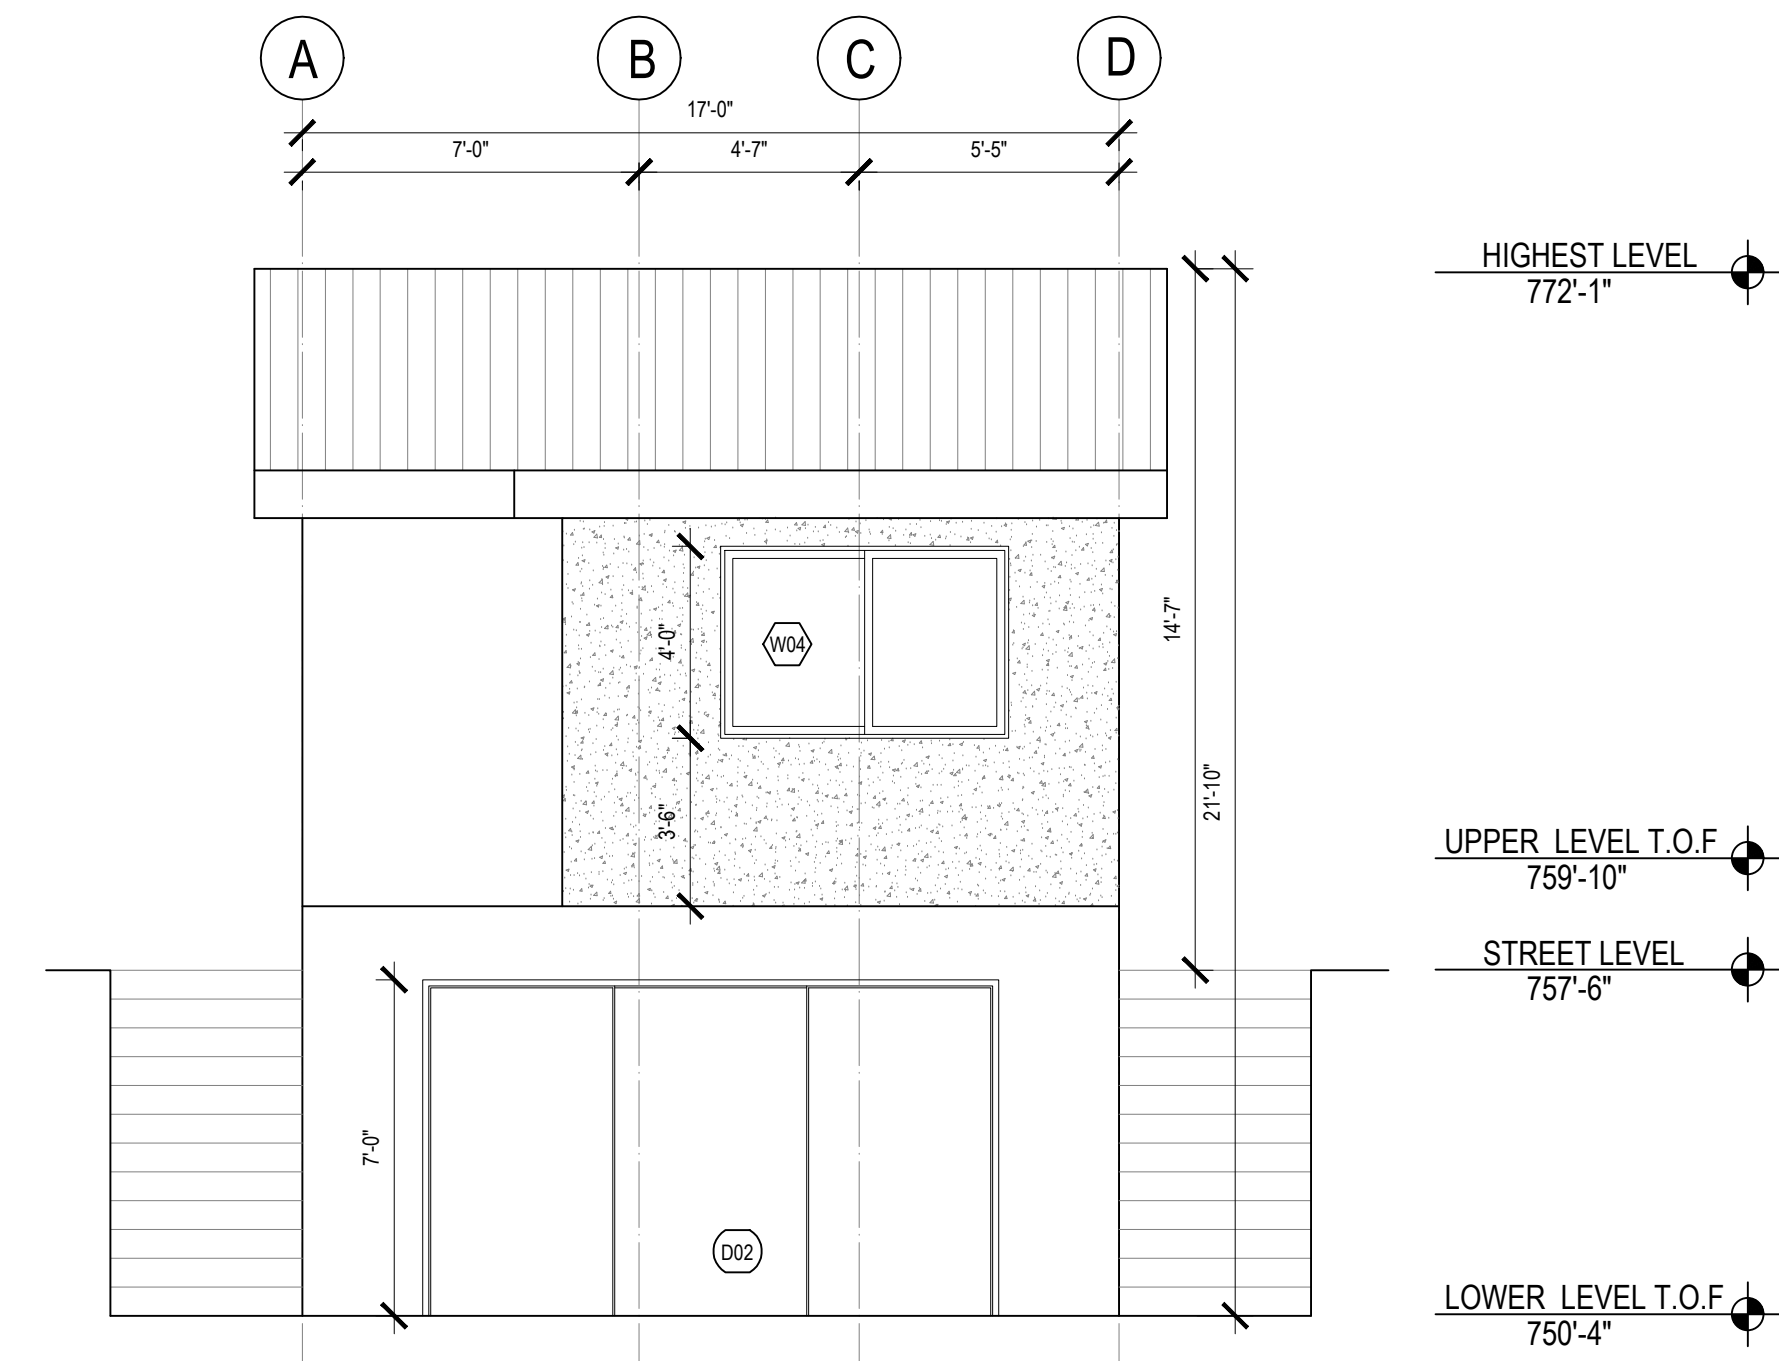 A B C D
17'-0"
7'-0" 4'-7" 5'-5"
HIGHEST LEVEL
772'-1"
14'-7"
4'-0"
W04
21'-10"
3'-6"
UPPER LEVEL T.O.F
759'-10"
STREET LEVEL
757'-6"
7'-0"
D02
LOWER LEVEL T.O.F
750'-4"